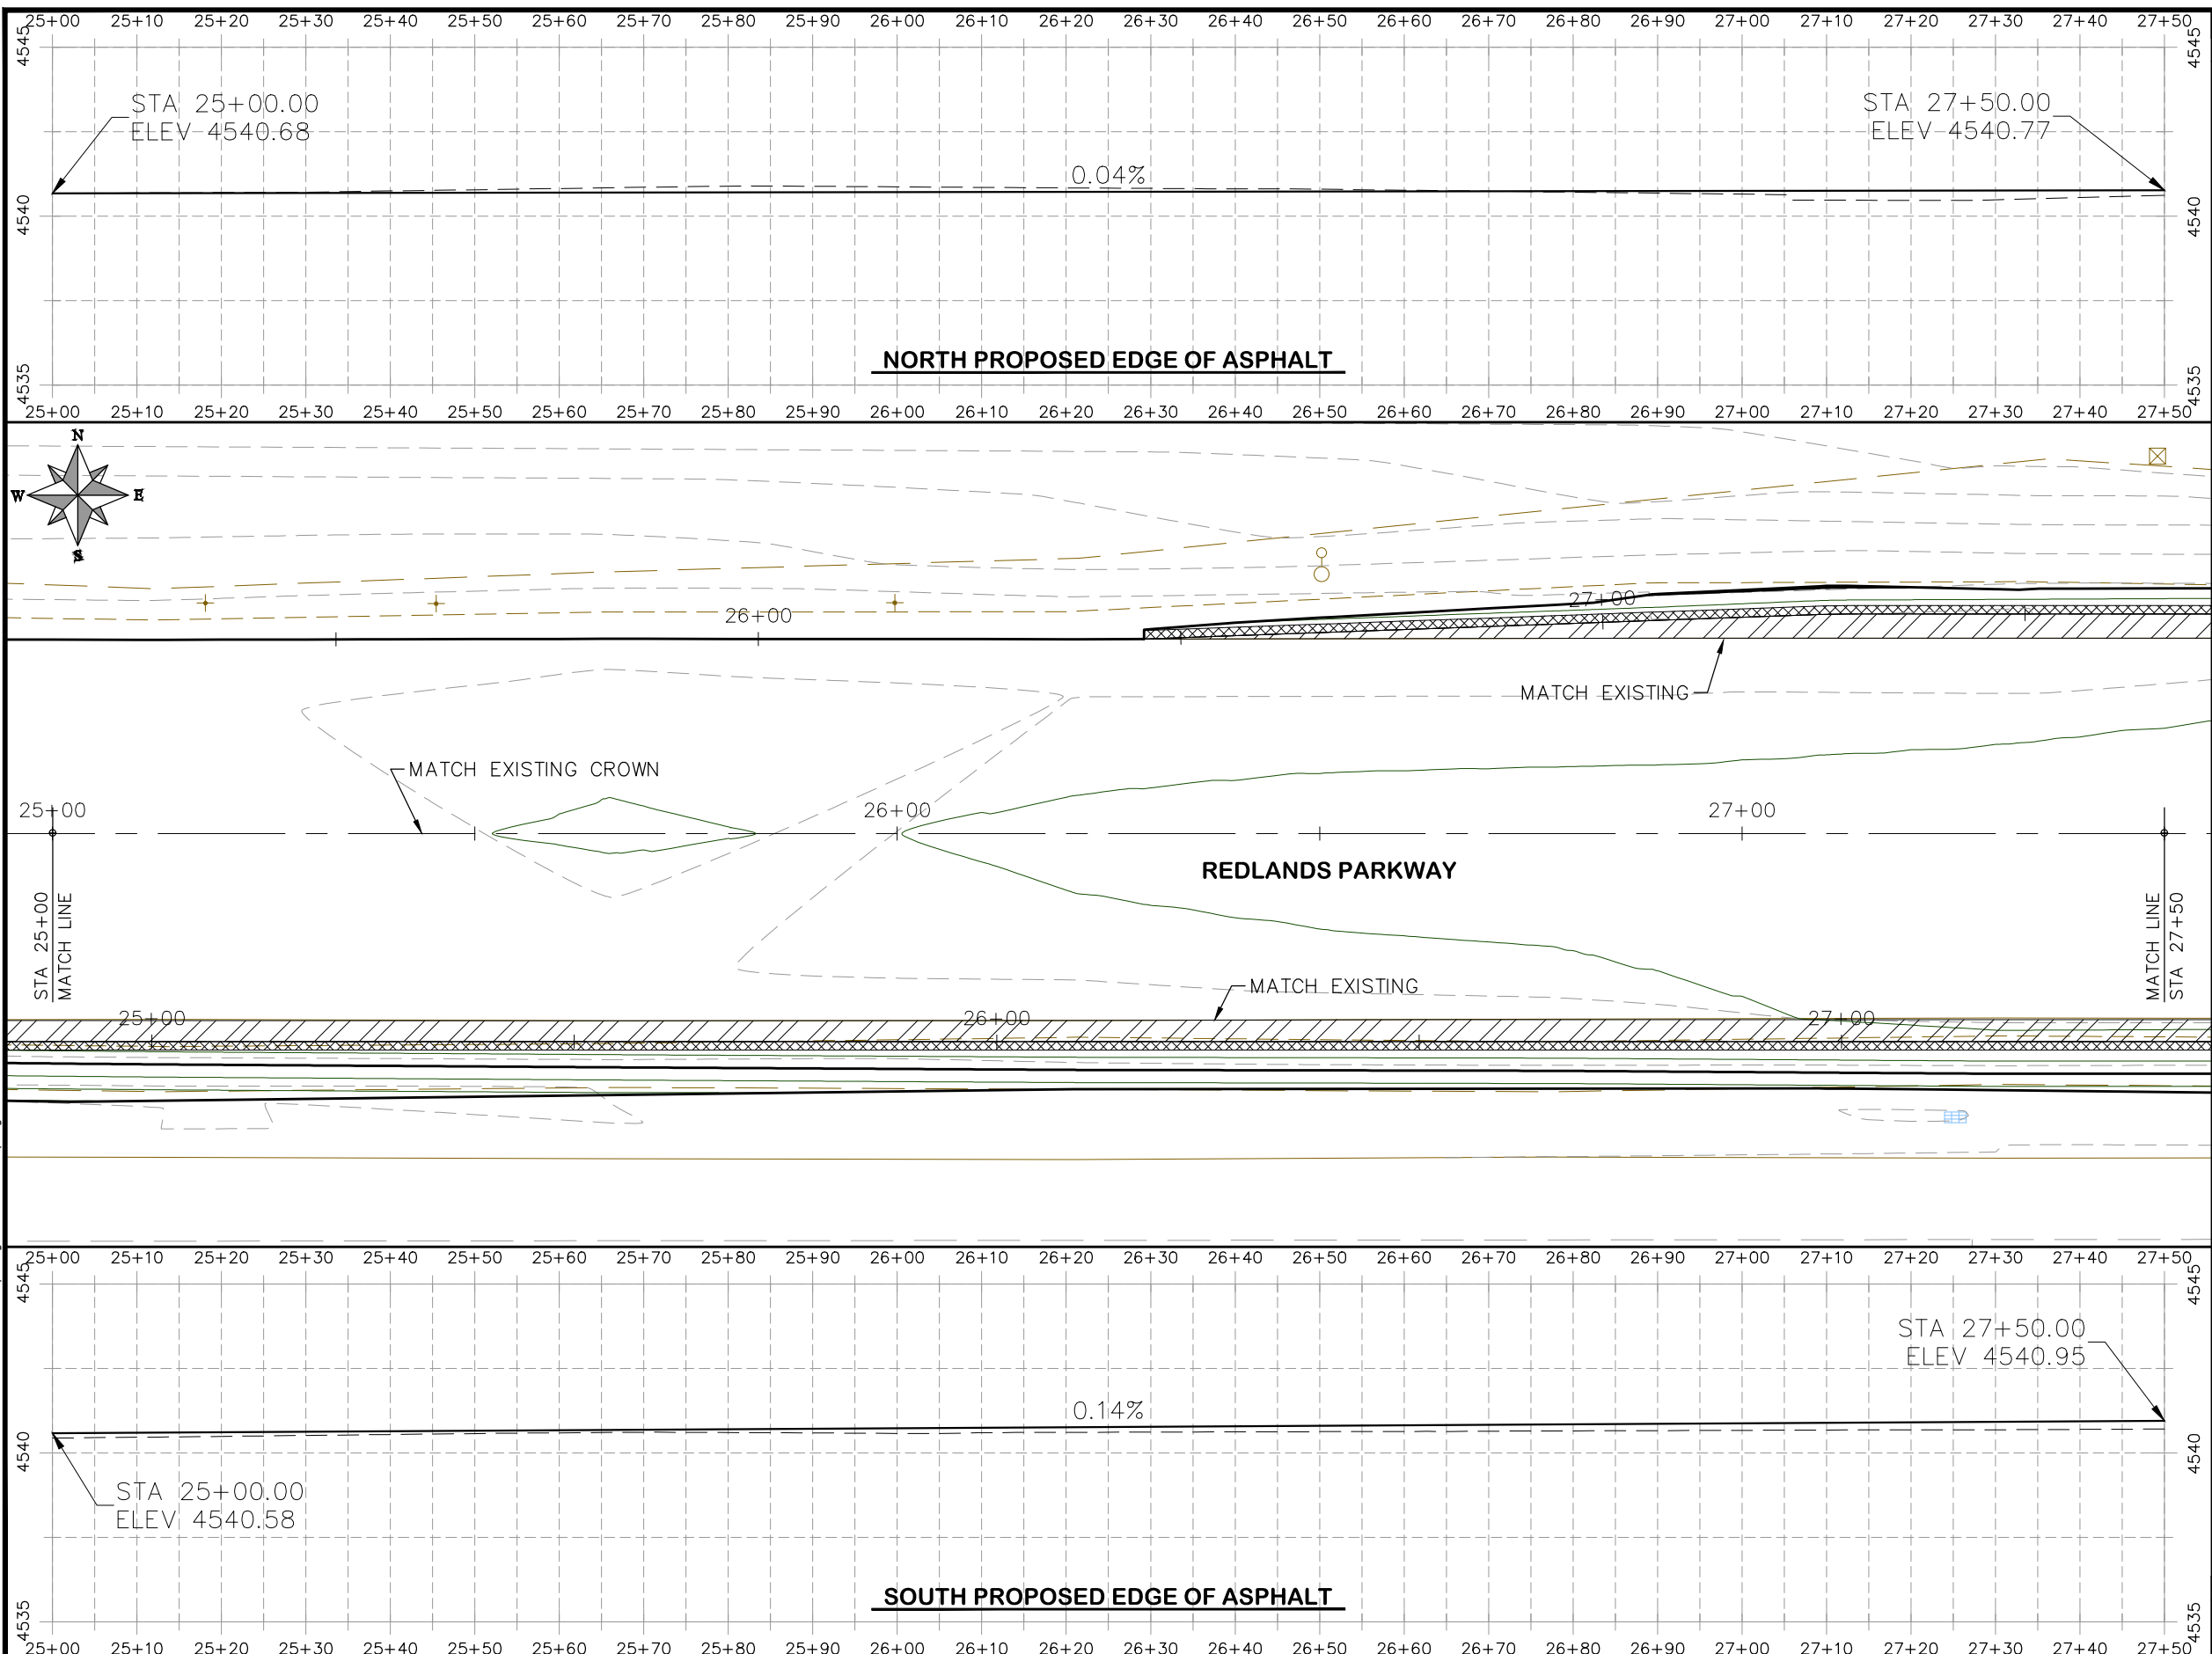 25+00 25+10 25+20 25+30 25+40 25+50 25+60 25+70 25+80 25+90 26+00 26+10 26+20 26+30 26+40 26+50 26+60 26+70 26+80 26+90 27+00 27+10 27+20 27+30 27+40 27+50
4545 4545
STA 25+00.00
ELEV 4540.68
STA 27+50.00
ELEV 4540.77
0.04%
4540 4540
NORTH PROPOSED EDGE OF ASPHALT
4535 4535
25+00 25+10 25+20 25+30 25+40 25+50 25+60 25+70 25+80 25+90 26+00 26+10 26+20 26+30 26+40 26+50 26+60 26+70 26+80 26+90 27+00 27+10 27+20 27+30 27+40 27+50
N
W E
S
26+00 27+00
MATCH EXISTING
MATCH EXISTING CROWN
25+00 26+00 27+00
REDLANDS PARKWAY
STA 25+00
MATCH LINE
MATCH LINE
STA 27+50
MATCH EXISTING
25+00 26+00 27+00
25+00 25+10 25+20 25+30 25+40 25+50 25+60 25+70 25+80 25+90 26+00 26+10 26+20 26+30 26+40 26+50 26+60 26+70 26+80 26+90 27+00 27+10 27+20 27+30 27+40 27+50
4545 4545
STA 27+50.00
ELEV 4540.95
0.14%
4540 4540
STA 25+00.00
ELEV 4540.58
SOUTH PROPOSED EDGE OF ASPHALT
4535 4535
25+00 25+10 25+20 25+30 25+40 25+50 25+60 25+70 25+80 25+90 26+00 26+10 26+20 26+30 26+40 26+50 26+60 26+70 26+80 26+90 27+00 27+10 27+20 27+30 27+40 27+50